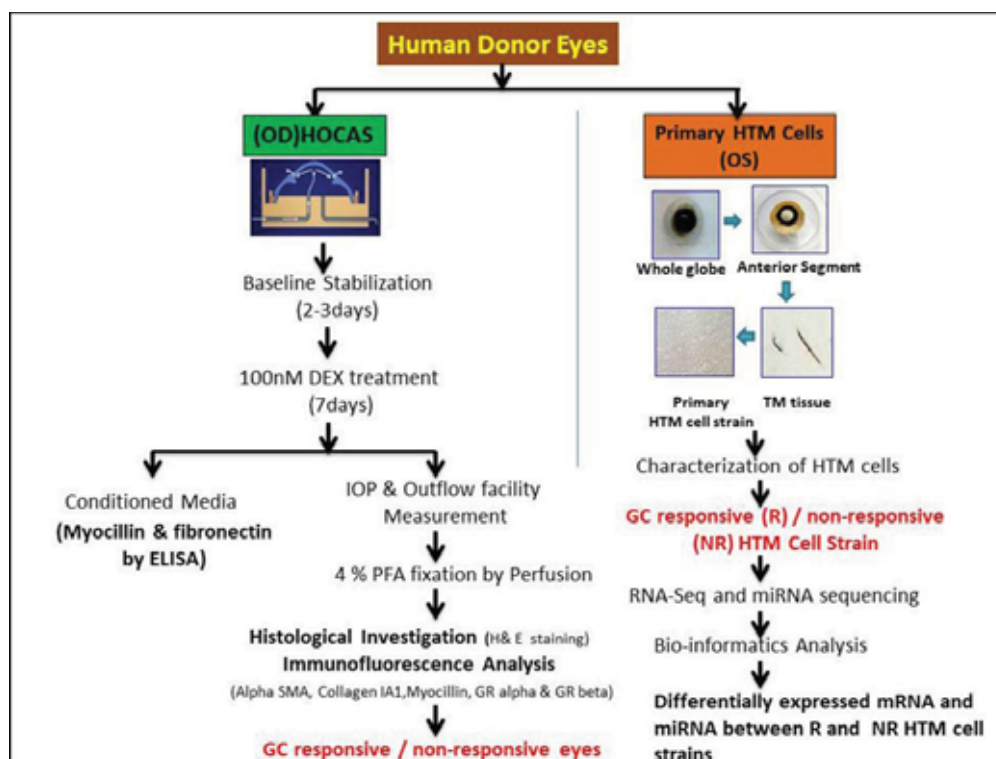 Human Donor Eyes
(OD)HOCAS
Baseline Stabilization
(2-3days)
100nM DEX treatment
(7days)
Conditioned Media
(Myocillin & fibronectin
by ELISA)
IOP & Outflow facility
Measurement
4 % PFA fixation by Perfusion
Histological Investigation (H& E staining)
Immunofluorescence Analysis
(Alpha SMA, Collagen IA1,Myocillin, GR alpha & GR beta)
GC responsive / non-responsive eyes
Primary HTM Cells
(OS)
Whole globe
Anterior Segment
Primary
HTM cell strain
TM tissue
Characterization of HTM cells
GC responsive (R) / non-responsive
(NR) HTM Cell Strain
RNA-Seq and miRNA sequencing
Bio-informatics Analysis
Differentially expressed mRNA and
miRNA between R and NR HTM cell
strains